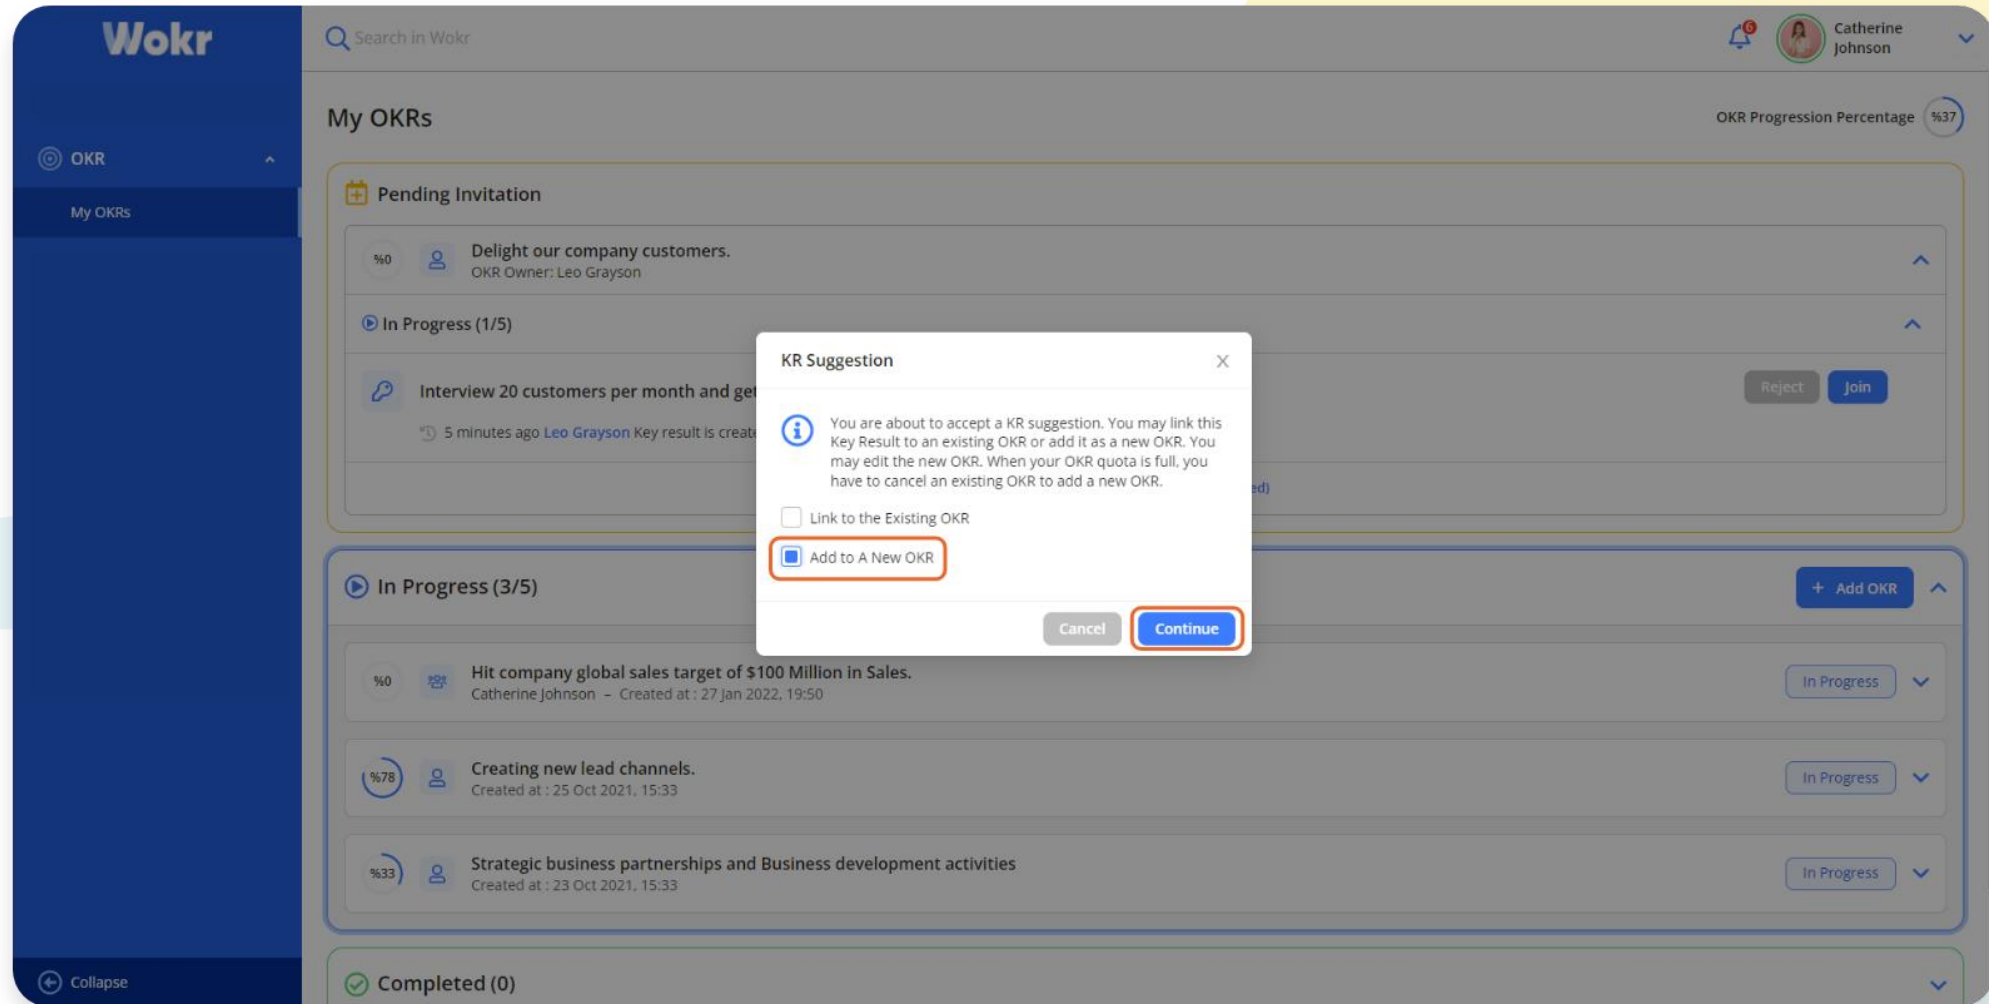 Wokr
Search in Wokr
6
Catherine
Johnson
My OKRs
OKR Progression Percentage %37
OKR
My OKRs
Pending Invitation
%0
Delight our company customers.
OKR Owner: Leo Grayson
In Progress (1/5)
Interview 20 customers per month and get
Reject
Join
5 minutes ago Leo Grayson Key result is create
ed)
KR Suggestion
You are about to accept a KR suggestion. You may link this
Key Result to an existing OKR or add it as a new OKR. You
may edit the new OKR. When your OKR quota is full, you
have to cancel an existing OKR to add a new OKR.
Link to the Existing OKR
Add to A New OKR
Cancel
Continue
In Progress (3/5)
+ Add OKR
%0
Hit company global sales target of $100 Million in Sales.
Catherine Johnson – Created at : 27 Jan 2022, 19:50
In Progress
%78
Creating new lead channels.
Created at : 25 Oct 2021, 15:33
In Progress
%33
Strategic business partnerships and Business development activities
Created at : 23 Oct 2021, 15:33
In Progress
Collapse
Completed (0)